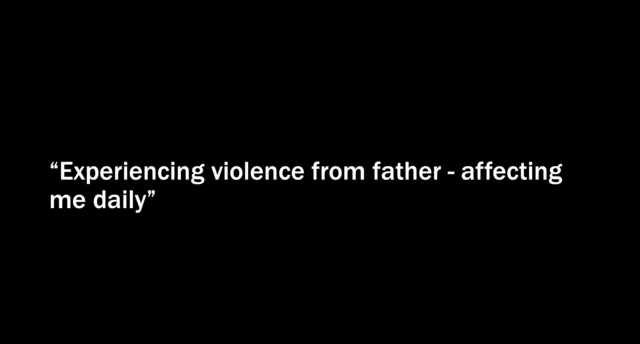 “Experiencing violence from father - affecting
me daily”